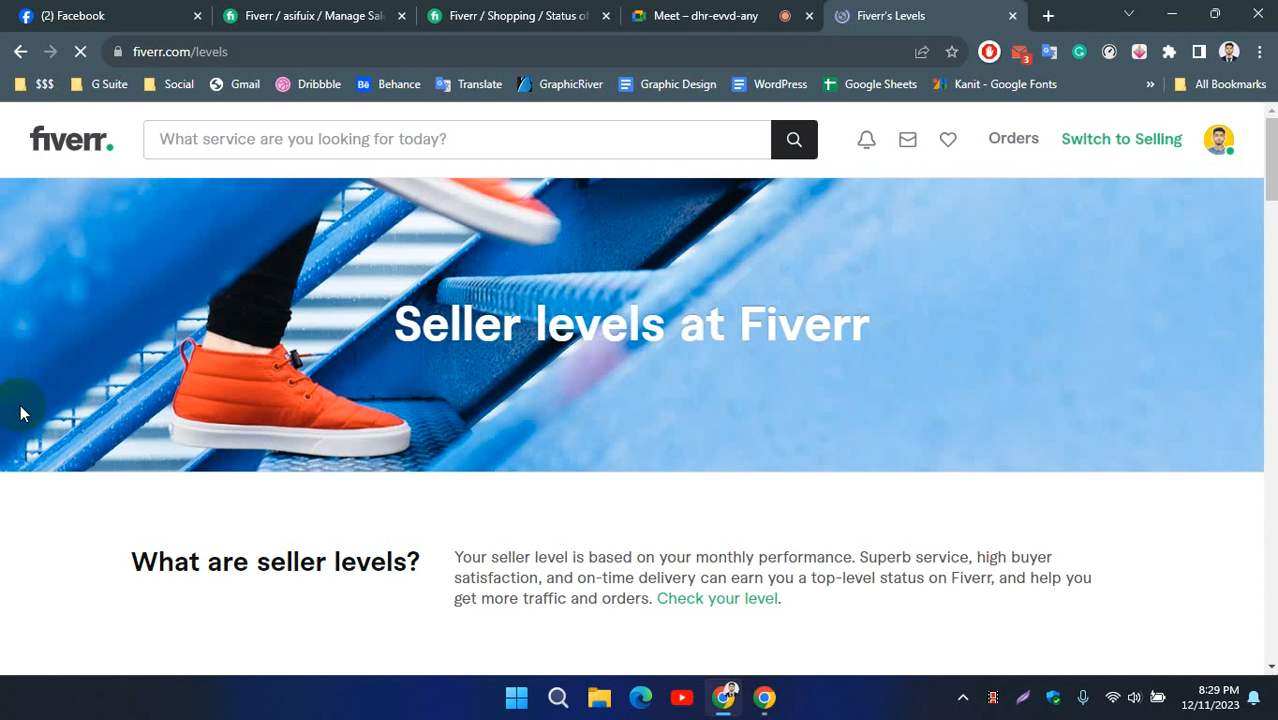 (2) Facebook
Fiverr / asifuix / Manage Sal
Fiverr / Shopping / Status of
Meet – dhr-evvd-any
Fiverr's Levels
fiverr.com/levels
3
$$$
G Suite
Social
Gmail
Dribbble
Bē
Behance
Translate
GraphicRiver
Graphic Design
WordPress
Google Sheets
Kanit - Google Fonts
»
All Bookmarks
fiverr.
What service are you looking for today?
Orders
Switch to Selling
Seller levels at Fiverr
What are seller levels?
Your seller level is based on your monthly performance. Superb service, high buyer
satisfaction, and on-time delivery can earn you a top-level status on Fiverr, and help you
get more traffic and orders. Check your level.
8:29 PM
12/11/2023